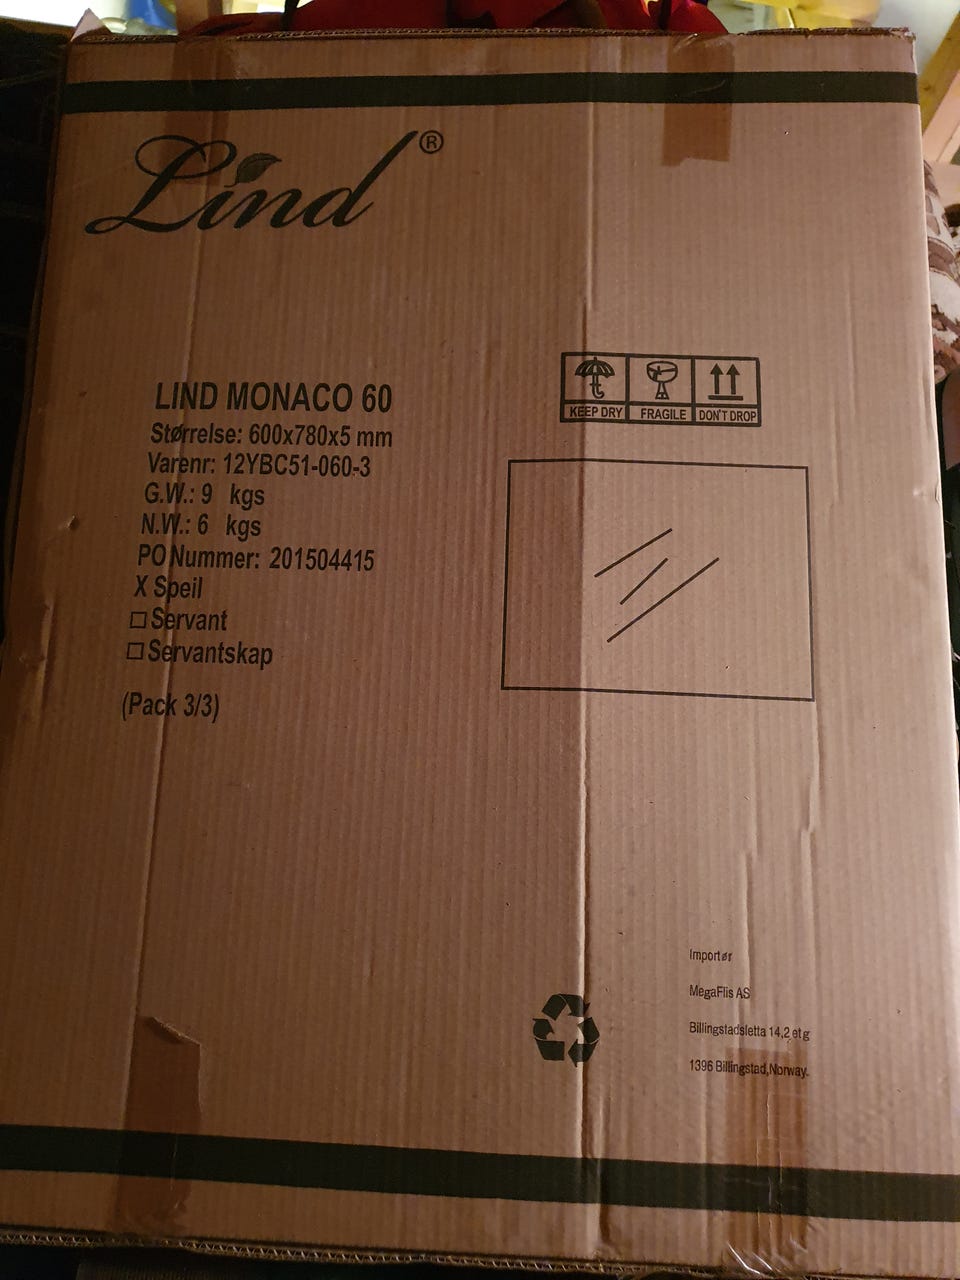 Lind®
KEEP DRY FRAGILE DON'T DROP
LIND MONACO 60
Størrelse: 600x780x5 mm
Varenr: 12YBC51-060-3
G.W.: 9 kgs
N.W.: 6 kgs
PO Nummer: 201504415
X Speil
☐ Servant
☐ Servantskap
(Pack 3/3)
Importør
MegaFlis AS
Billingstadsletta 14,2 etg
1396 Billingstad,Norway.